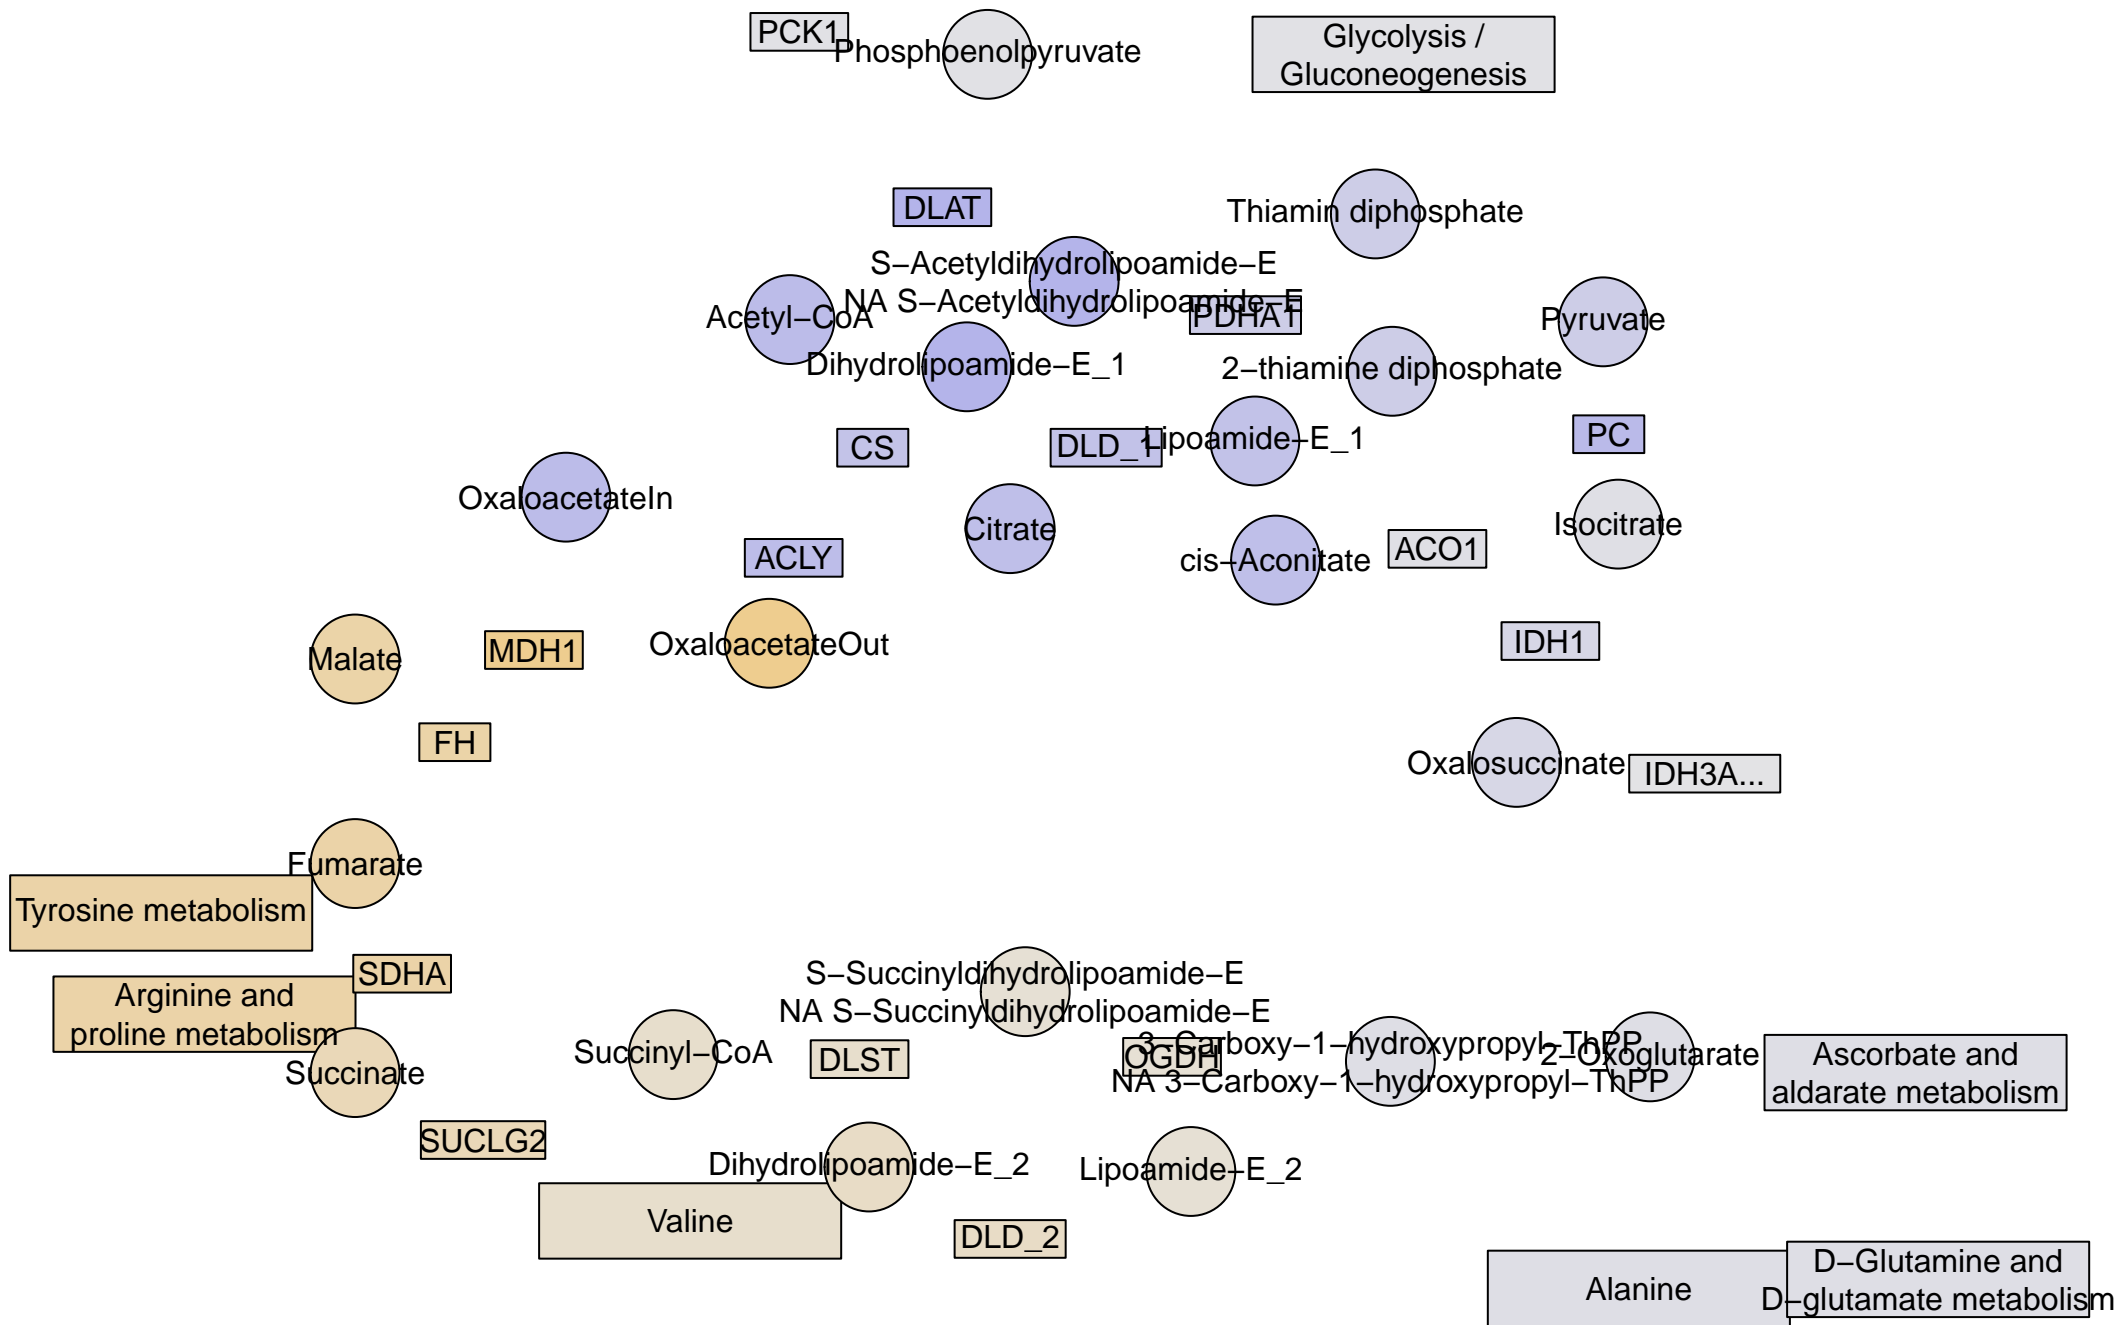 PCK1
Phosphoenolpyruvate
Glycolysis /
Gluconeogenesis
DLAT
Thiamin diphosphate
S−Acetyldihydrolipoamide−E
NA S−Acetyldihydrolipoamide−E
Acetyl−CoA
PDHA1
Pyruvate
Dihydrolipoamide−E_1
2−thiamine diphosphate
CS
DLD_1
Lipoamide−E_1
PC
OxaloacetateIn
Citrate
Isocitrate
ACLY
cis−Aconitate
ACO1
Malate
MDH1
OxaloacetateOut
IDH1
FH
Oxalosuccinate
IDH3A...
Fumarate
Tyrosine metabolism
SDHA
Arginine and
proline metabolism
S−Succinyldihydrolipoamide−E
NA S−Succinyldihydrolipoamide−E
Succinate
Succinyl−CoA
DLST
OGDH
3−Carboxy−1−hydroxypropyl−ThPP
NA 3−Carboxy−1−hydroxypropyl−ThPP
2−Oxoglutarate
Ascorbate and
aldarate metabolism
SUCLG2
Dihydrolipoamide−E_2
Lipoamide−E_2
Valine
DLD_2
Alanine
D−Glutamine and
D−glutamate metabolism